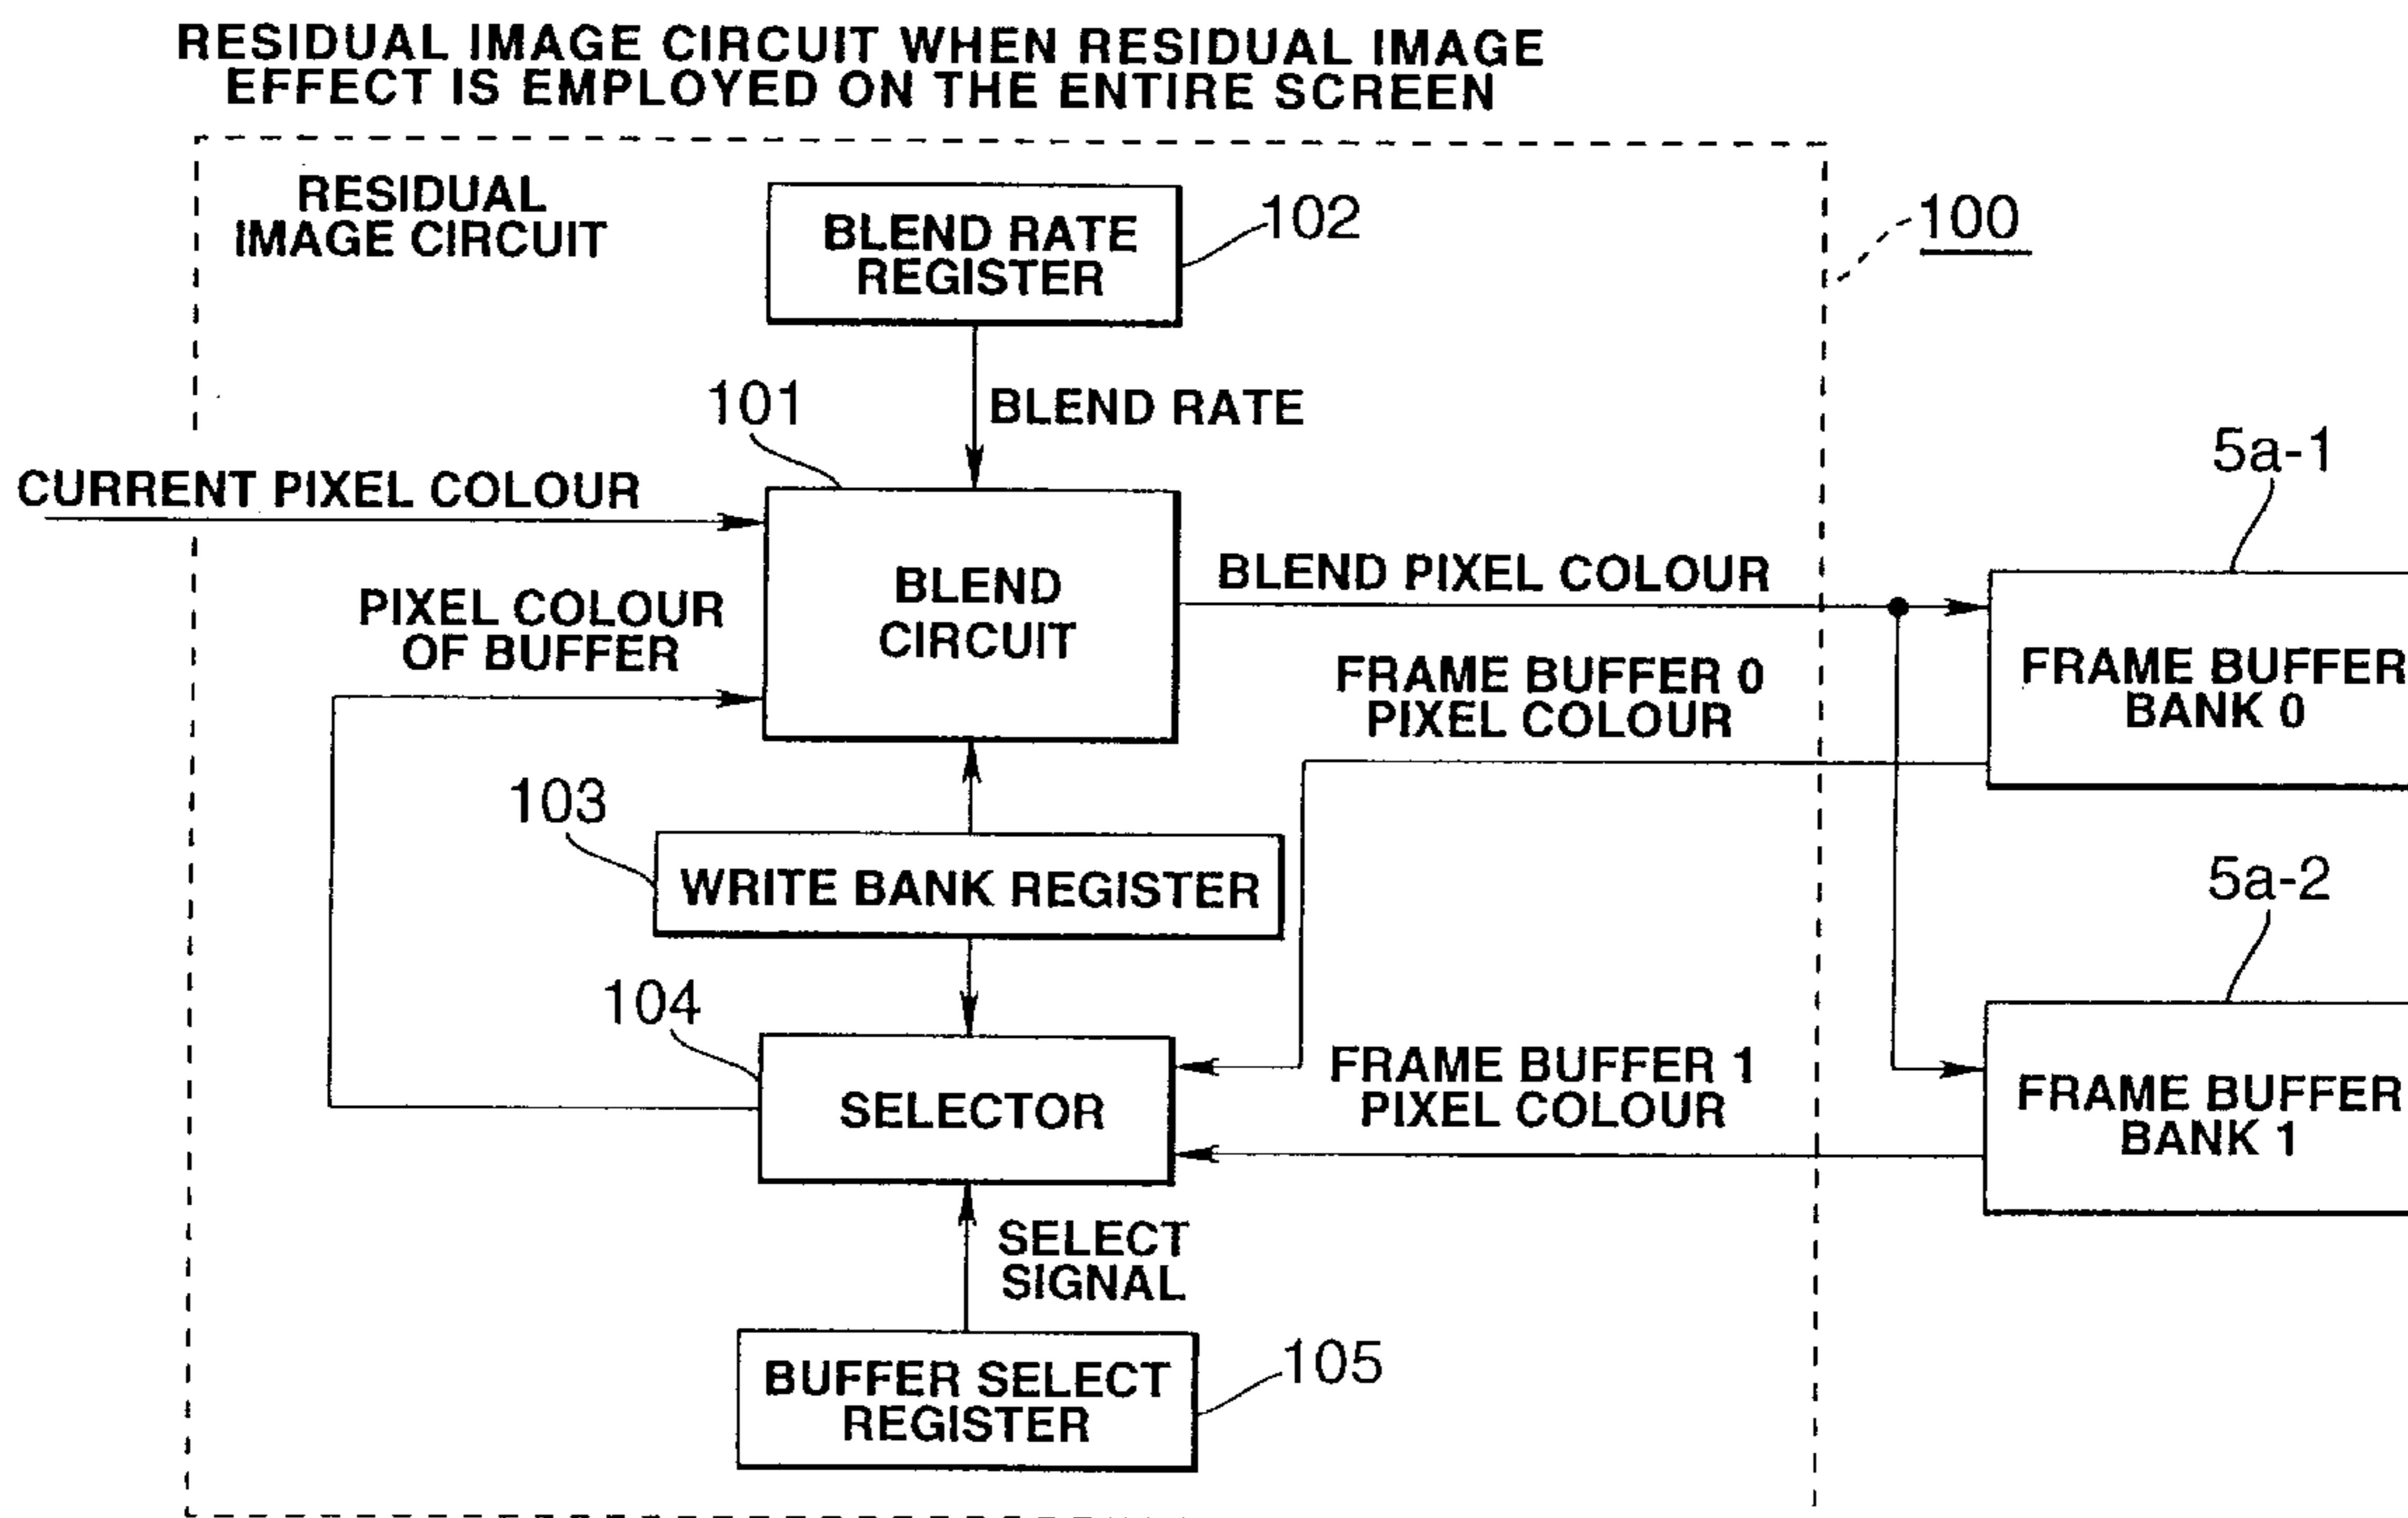 RESIDUAL IMAGE CIRCUIT WHEN RESIDUAL IMAGE
EFFECT IS EMPLOYED ON THE ENTIRE SCREEN
RESIDUAL
IMAGE CIRCUIT
BLEND RATE
REGISTER
102
100
BLEND RATE
101
CURRENT PIXEL COLOUR
5a-1
BLEND
CIRCUIT
BLEND PIXEL COLOUR
PIXEL COLOUR
OF BUFFER
FRAME BUFFER 0
PIXEL COLOUR
FRAME BUFFER
BANK 0
103
WRITE BANK REGISTER
5a-2
104
SELECTOR
FRAME BUFFER 1
PIXEL COLOUR
FRAME BUFFER
BANK 1
SELECT
SIGNAL
BUFFER SELECT
REGISTER
105